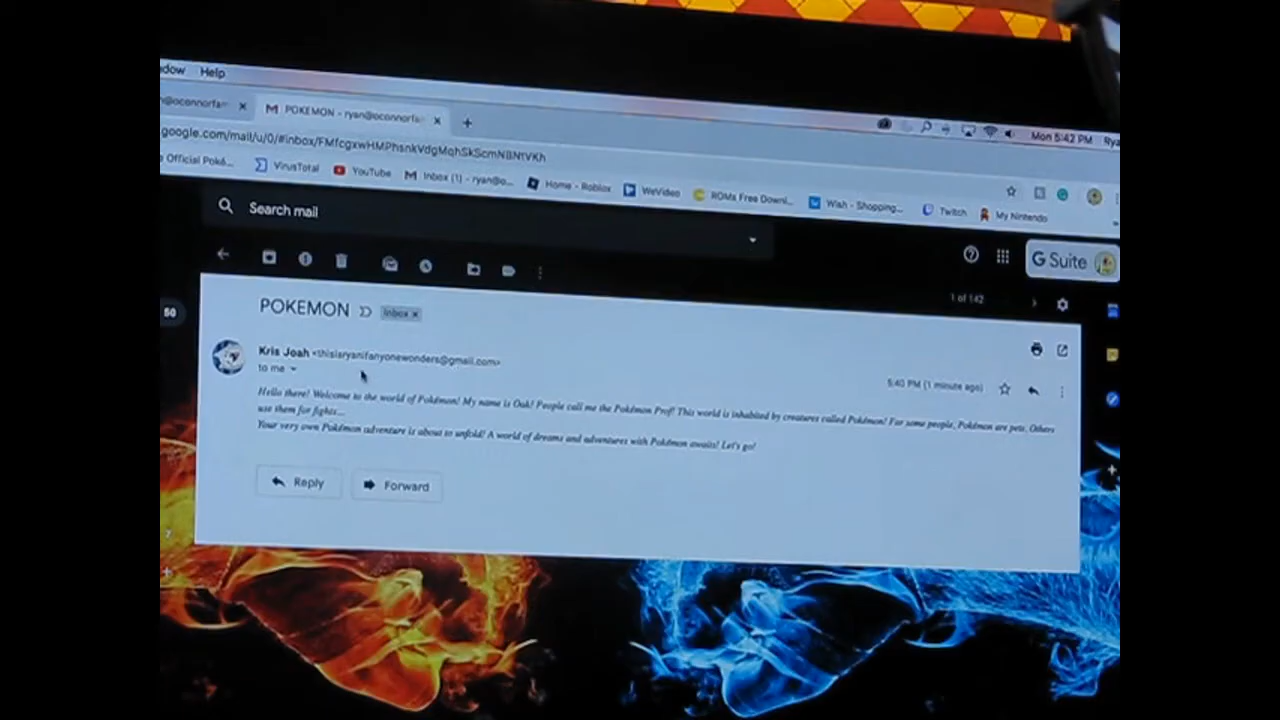 dow Help
@oconnorfar
POKEMON - ryan@oconnorfa
Mon 5:42 PM Rya
google.com/mail/u/0/#inbox/FMfcgxwHMPhsnkVdgMqhSkScmNBNtVKh
Official Poké...
VirusTotal
YouTube
Inbox (1) - ryan@o...
Home - Roblox
WeVideo
ROMs Free Downl...
Wish - Shopping...
Twitch
My Nintendo
Search mail
G Suite
50
1 of 142
POKEMON
Inbox x
Kris Joah <thisisryanifanyonewonders@gmail.com>
to me
5:40 PM (1 minute ago)
Hello there! Welcome to the world of Pokémon! My name is Oak! People call me the Pokémon Prof! This world is inhabited by creatures called Pokémon! For some people, Pokémon are pets, Others
use them for fights...
Your very own Pokémon adventure is about to unfold! A world of dreams and adventures with Pokémon awaits! Let's go!
Reply
Forward
7